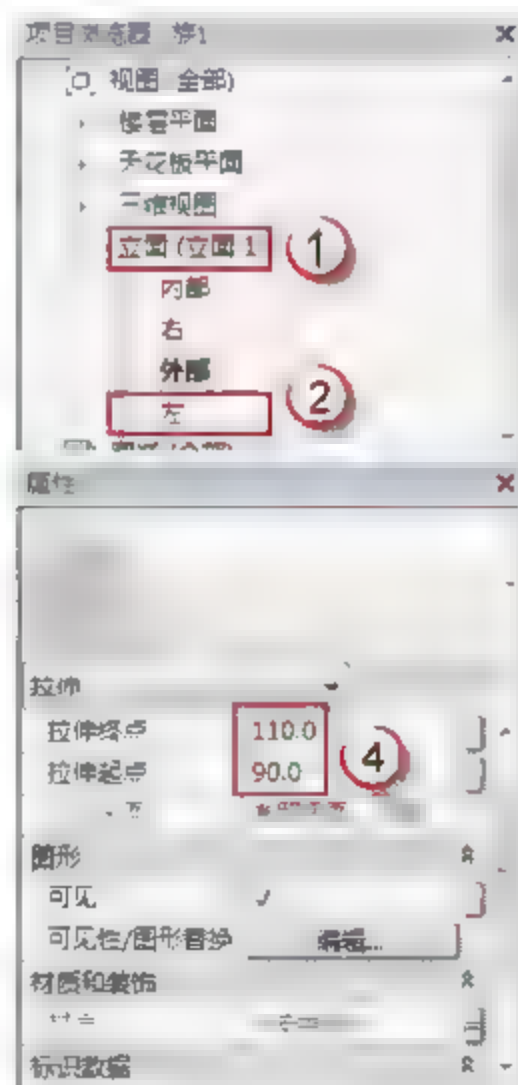 项目浏览器 族1
视图 全部)
楼层平面
天花板平面
三维视图
立面 (立面 1
1
内部
右
外部
左
2
属性
拉伸
拉伸终点 110.0
拉伸起点 90.0
4
图形
可见
可见性/图形替换 编辑...
材质和装饰
标识数据